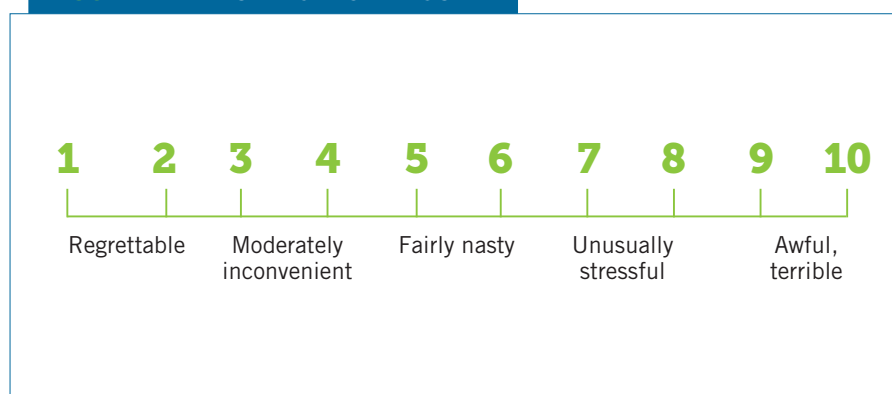 1 2 3 4 5 6 7 8 9 10
Regrettable Moderately Fairly nasty Unusually Awful,
inconvenient stressful terrible